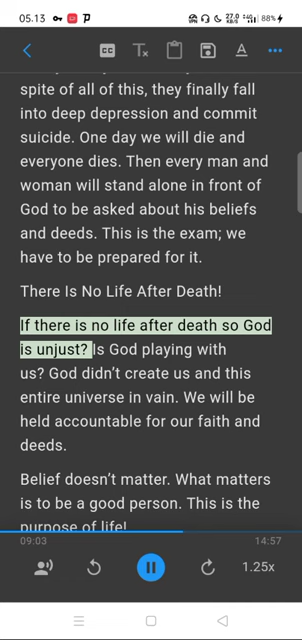 05.13
27.0 KB/s
88%
CC
spite of all of this, they finally fall
into deep depression and commit
suicide. One day we will die and
everyone dies. Then every man and
woman will stand alone in front of
God to be asked about his beliefs
and deeds. This is the exam; we
have to be prepared for it.
There Is No Life After Death!
If there is no life after death so God
is unjust? Is God playing with
us? God didn’t create us and this
entire universe in vain. We will be
held accountable for our faith and
deeds.
Belief doesn’t matter. What matters
is to be a good person. This is the
purpose of life!
09:03
14:57
1.25x